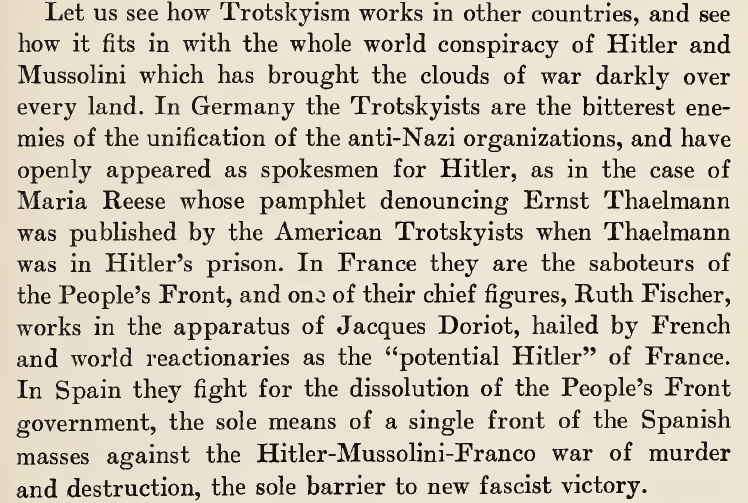 Let us see how Trotskyism works in other countries, and see
how it fits in with the whole world conspiracy of Hitler and
Mussolini which has brought the clouds of war darkly over
every land. In Germany the Trotskyists are the bitterest ene-
mies of the unification of the anti-Nazi organizations, and have
openly appeared as spokesmen for Hitler, as in the case of
Maria Reese whose pamphlet denouncing Ernst Thaelmann
was published by the American Trotskyists when Thaelmann
was in Hitler's prison. In France they are the saboteurs of
the People's Front, and one of their chief figures, Ruth Fischer,
works in the apparatus of Jacques Doriot, hailed by French
and world reactionaries as the “potential Hitler” of France.
In Spain they fight for the dissolution of the People's Front
government, the sole means of a single front of the Spanish
masses against the Hitler-Mussolini-Franco war of murder
and destruction, the sole barrier to new fascist victory.